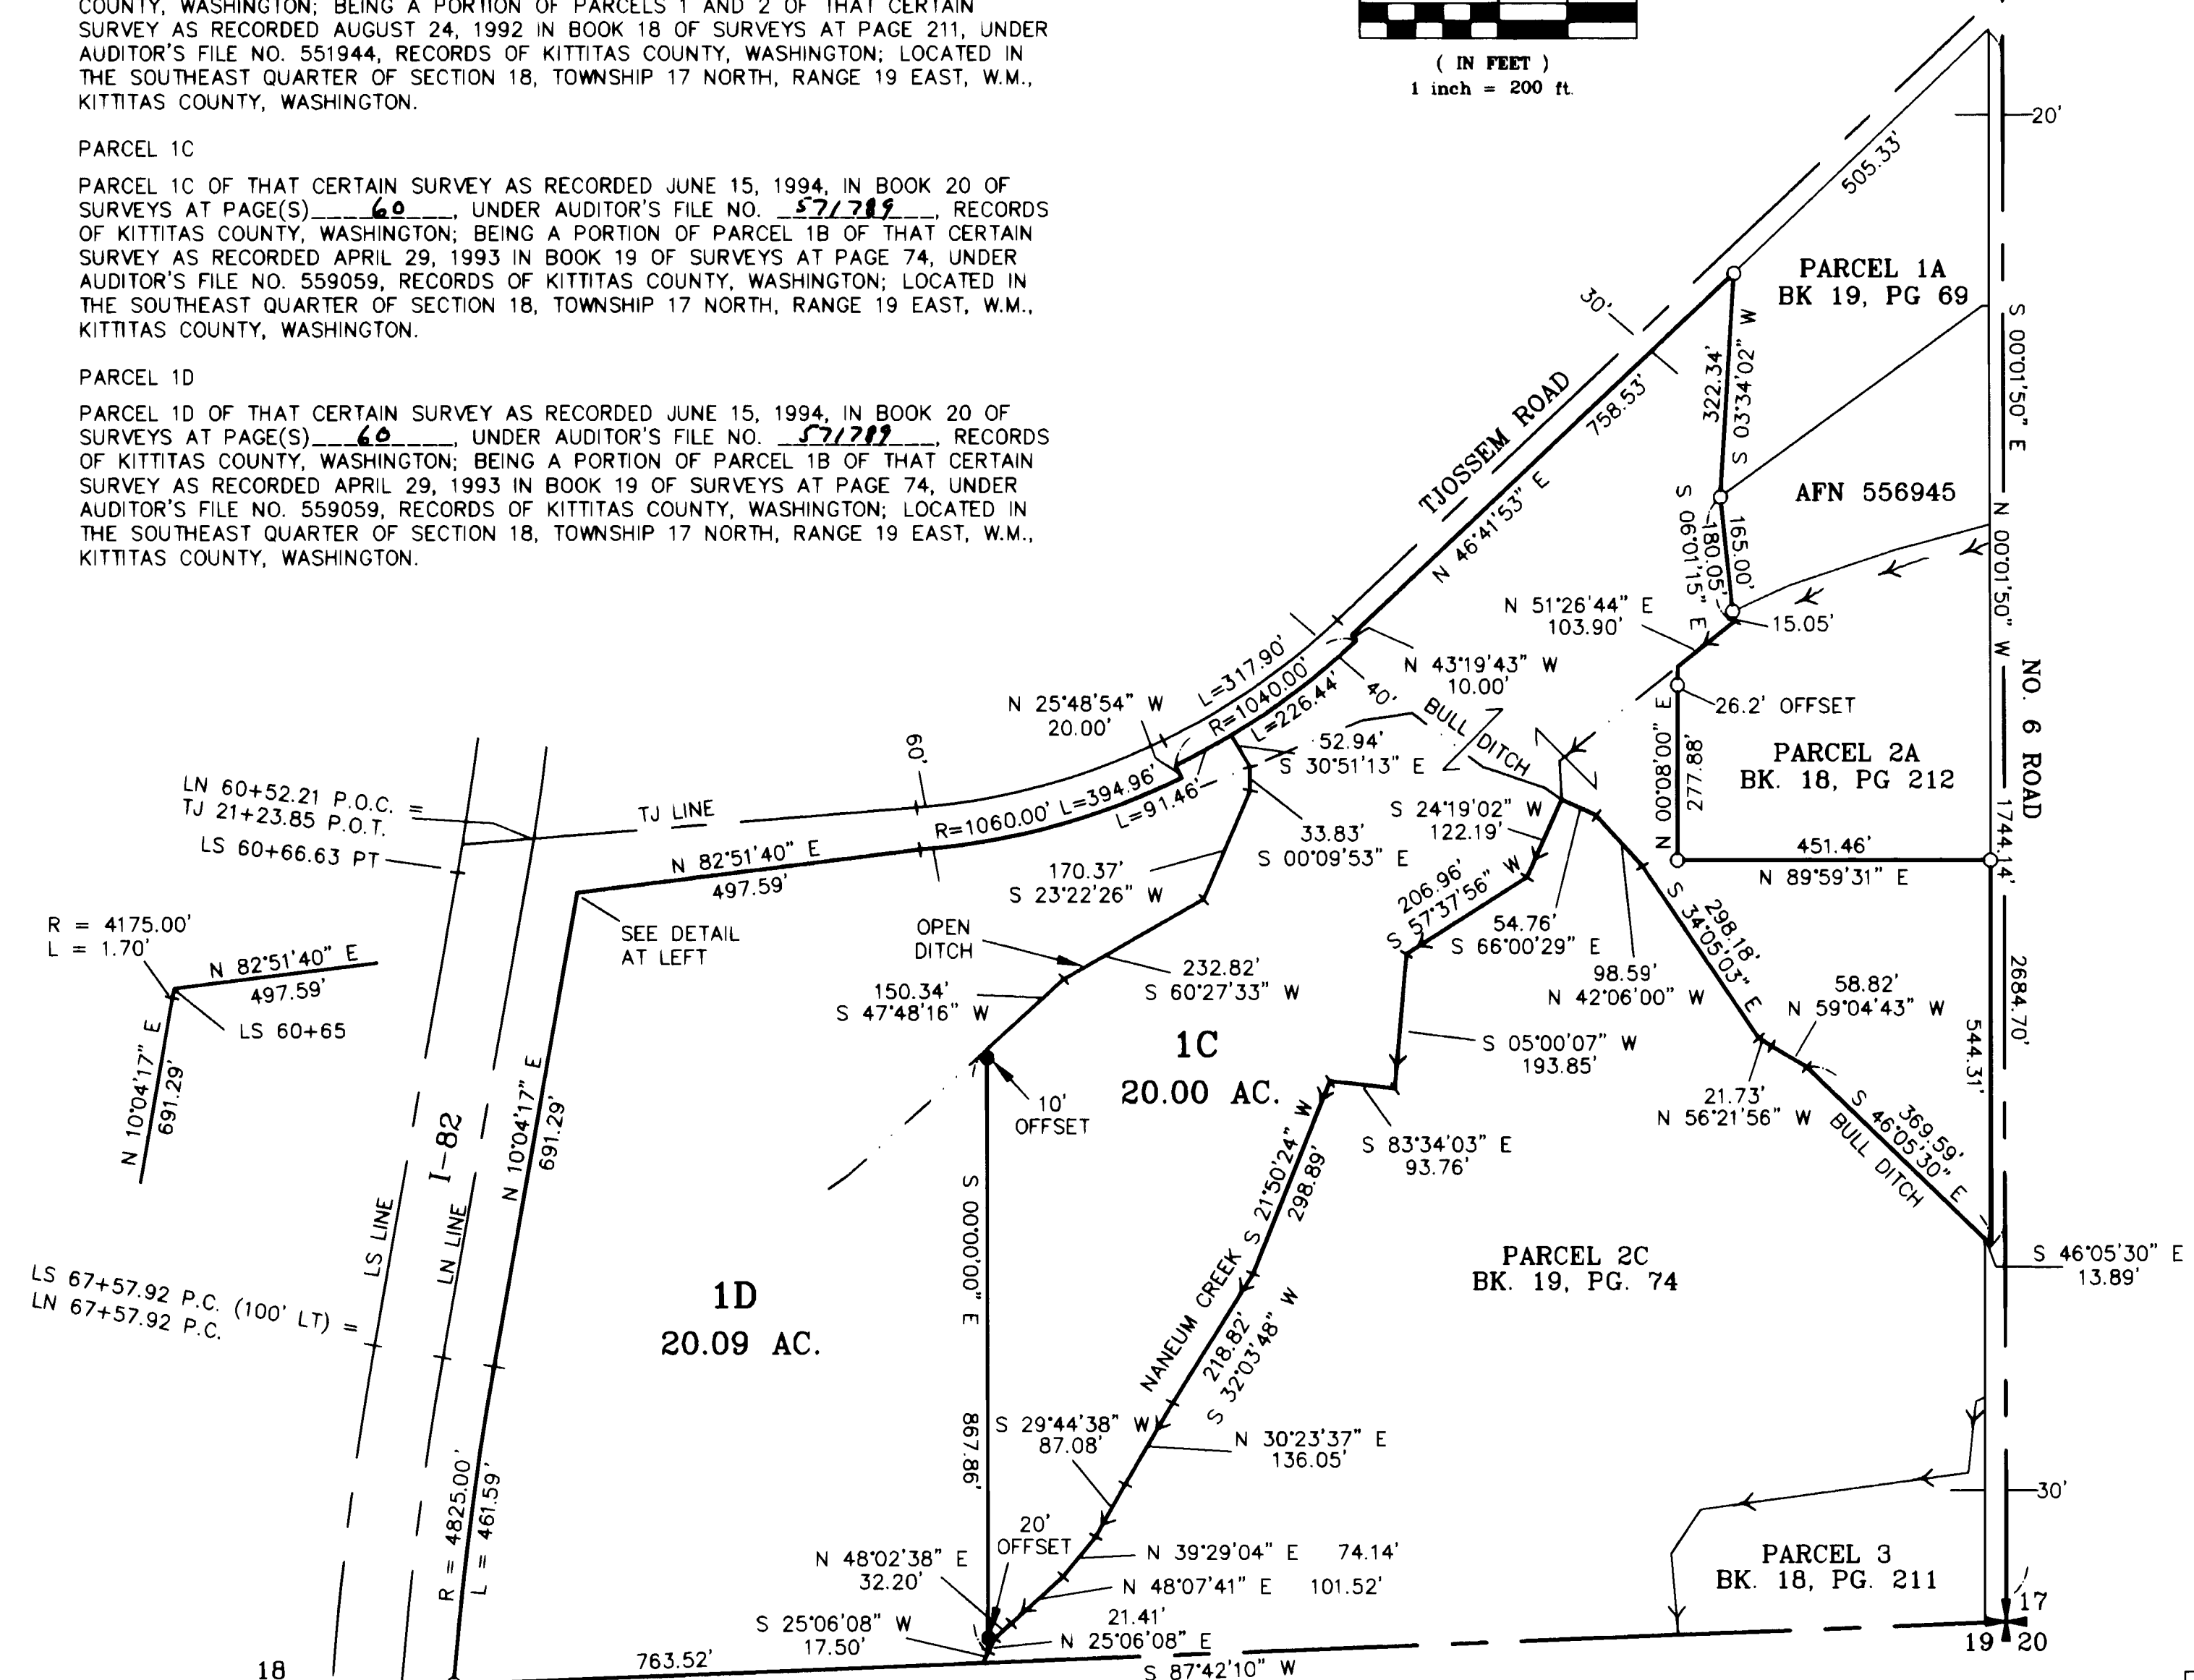 COUNTY, WASHINGTON; BEING A PORTION OF PARCELS 1 AND 2 OF THAT CERTAIN
SURVEY AS RECORDED AUGUST 24, 1992 IN BOOK 18 OF SURVEYS AT PAGE 211, UNDER
AUDITOR'S FILE NO. 551944, RECORDS OF KITTITAS COUNTY, WASHINGTON; LOCATED IN
THE SOUTHEAST QUARTER OF SECTION 18, TOWNSHIP 17 NORTH, RANGE 19 EAST, W.M.,
KITTITAS COUNTY, WASHINGTON.
PARCEL 1C
PARCEL 1C OF THAT CERTAIN SURVEY AS RECORDED JUNE 15, 1994, IN BOOK 20 OF
SURVEYS AT PAGE(S) 60, UNDER AUDITOR'S FILE NO. 571789, RECORDS
OF KITTITAS COUNTY, WASHINGTON; BEING A PORTION OF PARCEL 1B OF THAT CERTAIN
SURVEY AS RECORDED APRIL 29, 1993 IN BOOK 19 OF SURVEYS AT PAGE 74, UNDER
AUDITOR'S FILE NO. 559059, RECORDS OF KITTITAS COUNTY, WASHINGTON; LOCATED IN
THE SOUTHEAST QUARTER OF SECTION 18, TOWNSHIP 17 NORTH, RANGE 19 EAST, W.M.,
KITTITAS COUNTY, WASHINGTON.
PARCEL 1D
PARCEL 1D OF THAT CERTAIN SURVEY AS RECORDED JUNE 15, 1994, IN BOOK 20 OF
SURVEYS AT PAGE(S) 60, UNDER AUDITOR'S FILE NO. 571789, RECORDS
OF KITTITAS COUNTY, WASHINGTON; BEING A PORTION OF PARCEL 1B OF THAT CERTAIN
SURVEY AS RECORDED APRIL 29, 1993 IN BOOK 19 OF SURVEYS AT PAGE 74, UNDER
AUDITOR'S FILE NO. 559059, RECORDS OF KITTITAS COUNTY, WASHINGTON; LOCATED IN
THE SOUTHEAST QUARTER OF SECTION 18, TOWNSHIP 17 NORTH, RANGE 19 EAST, W.M.,
KITTITAS COUNTY, WASHINGTON.
( IN FEET )
1 inch = 200 ft.
20'
505.33'
PARCEL 1A
BK 19, PG 69
30'
322.34'
S 03°34'02" W
S 00°01'50" E
758.53'
TJOSSEM ROAD
N 46°41'53" E
AFN 556945
S 06°01'15" E
180.05'
165.00'
N 00°01'50" W
N 51°26'44" E
103.90'
15.05'
N 43°19'43" W
10.00'
40'
NO. 6 ROAD
26.2' OFFSET
L=317.90'
R=1040.00'
L=226.44'
N 25°48'54" W
20.00'
BULL DITCH
52.94'
S 30°51'13" E
N 00°08'00" E
277.88'
PARCEL 2A
BK. 18, PG 212
1744.14'
60'
LN 60+52.21 P.O.C. =
TJ 21+23.85 P.O.T.
LS 60+66.63 PT
TJ LINE
R=1060.00' L=394.96'
L=91.46'
33.83'
S 00°09'53" E
S 24°19'02" W
122.19'
451.46'
N 89°59'31" E
N 82°51'40" E
497.59'
170.37'
S 23°22'26" W
206.96'
S 57°37'56" W
54.76'
S 66°00'29" E
298.18'
S 34°05'03" E
R = 4175.00'
L = 1.70'
N 82°51'40" E
497.59'
LS 60+65
N 10°04'17" E
691.29'
SEE DETAIL
AT LEFT
OPEN
DITCH
232.82'
S 60°27'33" W
150.34'
S 47°48'16" W
98.59'
N 42°06'00" W
58.82'
N 59°04'43" W
2684.70'
544.31'
1C
20.00 AC.
S 05°00'07" W
193.85'
21.73'
N 56°21'56" W
10'
OFFSET
I-82
N 10°04'17" E
691.29'
S 83°34'03" E
93.76'
369.59'
S 46°05'30" E
BULL DITCH
S 00°00'00" E
S 21°50'24" W
298.89'
LS LINE
LN LINE
PARCEL 2C
BK. 19, PG. 74
S 46°05'30" E
13.89'
LS 67+57.92 P.C. (100' LT) =
LN 67+57.92 P.C.
1D
20.09 AC.
NANEUM CREEK
218.82'
S 32°03'48" W
867.86'
S 29°44'38" W
87.08'
N 30°23'37" E
136.05'
30'
R = 4825.00'
L = 461.59'
20'
OFFSET
N 48°02'38" E
32.20'
N 39°29'04" E 74.14'
N 48°07'41" E 101.52'
PARCEL 3
BK. 18, PG. 211
S 25°06'08" W
17.50'
21.41'
N 25°06'08" E
17
19
20
18
763.52'
S 87°42'10" W